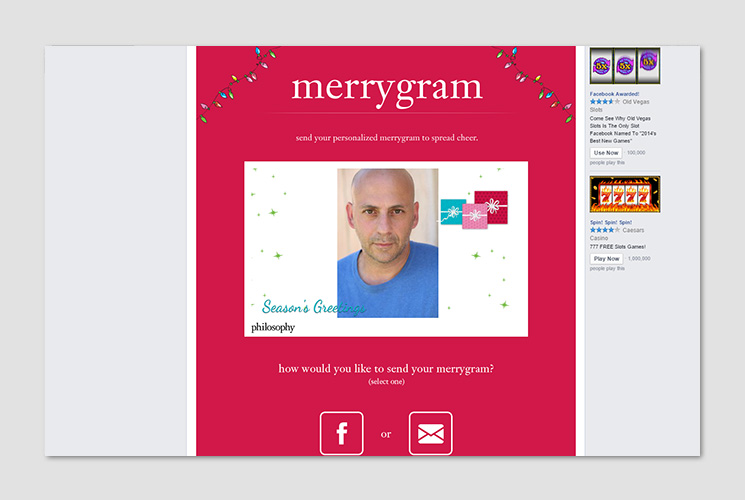 merrygram
send your personalized merrygram to spread cheer.
Season's Greetings
philosophy
how would you like to send your merrygram?
(select one)
f
or
5X
5X
5X
Facebook Awarded!
Old Vegas
Slots
Come See Why Old Vegas
Slots Is The Only Slot
Facebook Named To "2014's
Best New Games"
Use Now · 100,000
people play this
Spin! Spin! Spin!
Caesars
Casino
777 FREE Slots Games!
Play Now · 1,000,000
people play this